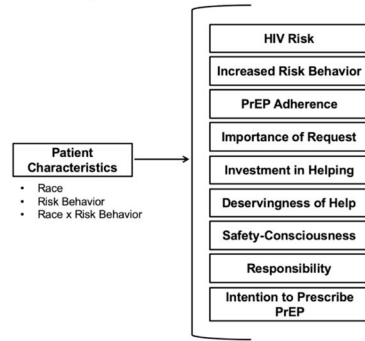 Patient
Characteristics
• Race
• Risk Behavior
• Race x Risk Behavior
HIV Risk
Increased Risk Behavior
PrEP Adherence
Importance of Request
Investment in Helping
Deservingness of Help
Safety-Consciousness
Responsibility
Intention to Prescribe
PrEP